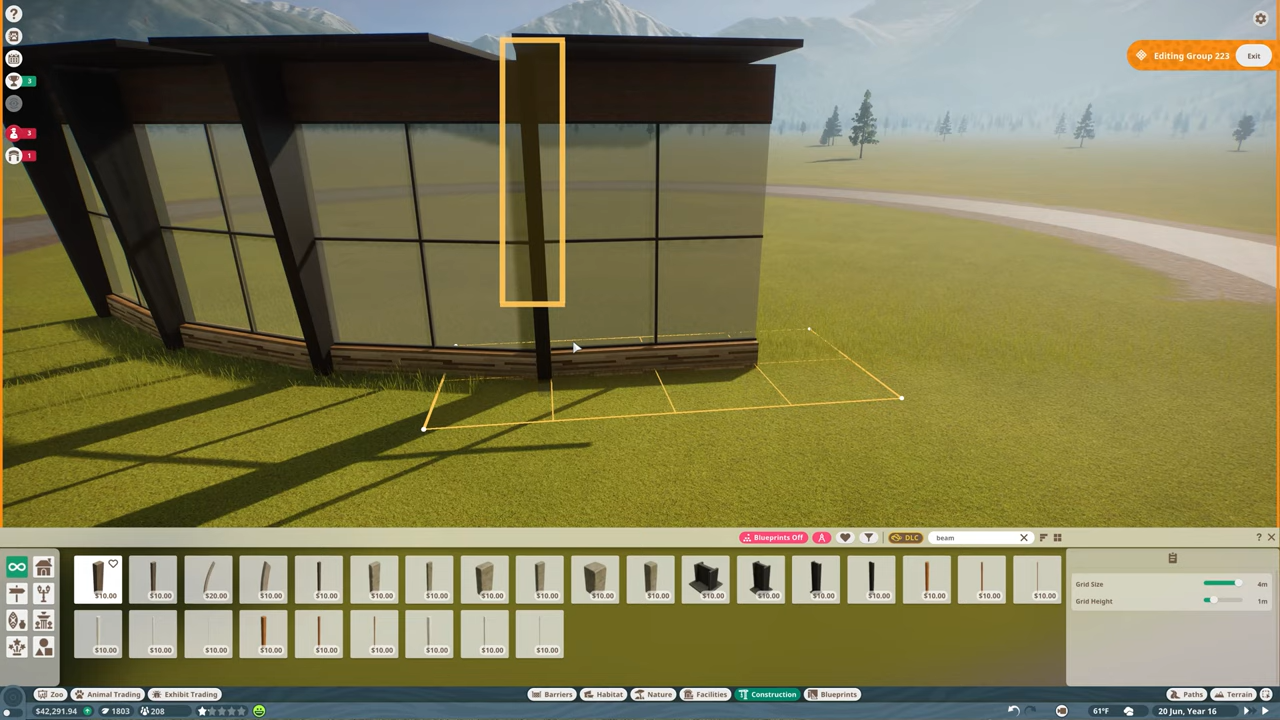 ?
Editing Group 223
Exit
3
3
1
Blueprints Off
DLC
beam
?
$10.00 $10.00 $20.00 $10.00 $10.00 $10.00 $10.00 $10.00 $10.00 $10.00 $10.00 $10.00 $10.00 $10.00 $10.00 $10.00 $10.00 $10.00
$10.00 $10.00 $10.00 $10.00 $10.00 $10.00 $10.00 $10.00 $10.00
Grid Size 4m
Grid Height 1m
Zoo Animal Trading Exhibit Trading Barriers Habitat Nature Facilities Construction Blueprints Paths Terrain
$42,291.94 1803 208 61°F 20 Jun, Year 16